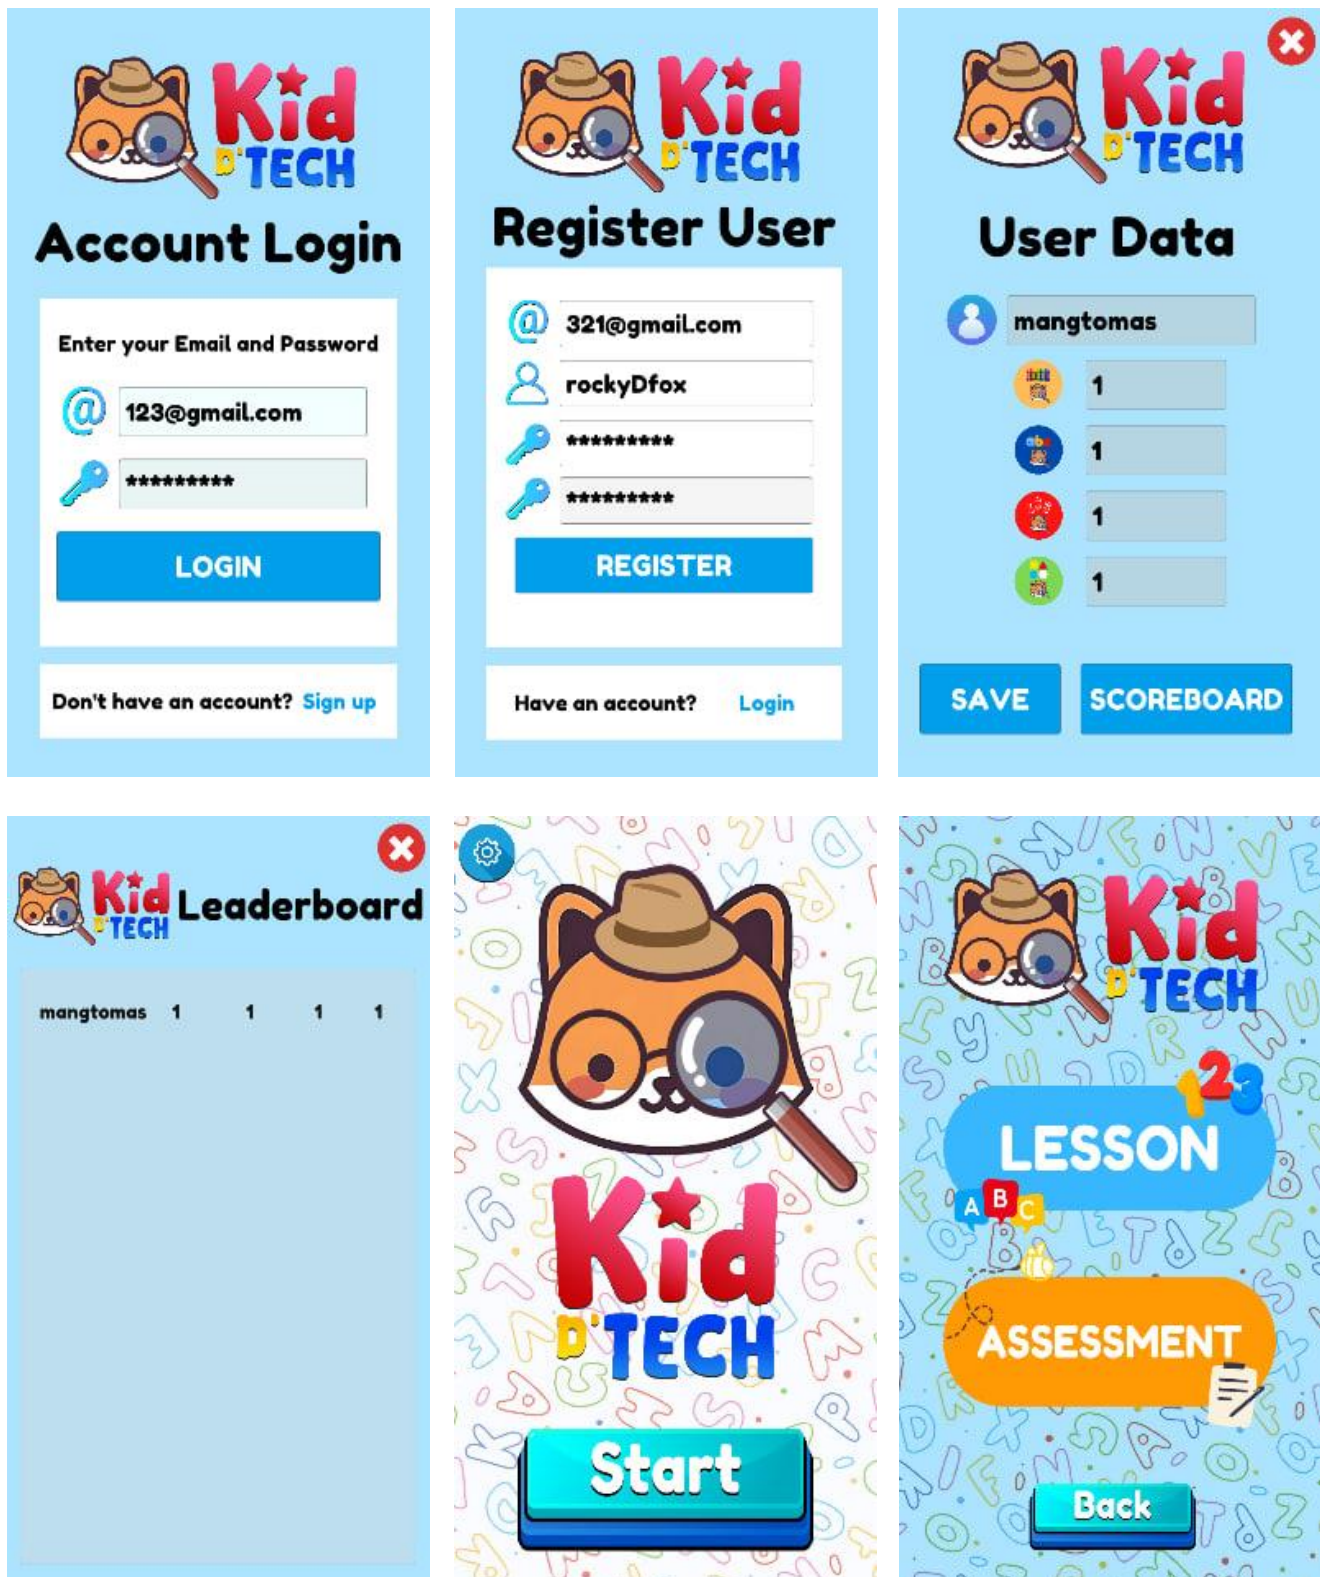 Kid
D'TECH
Account Login
Enter your Email and Password
@ 123@gmail.com
*********
LOGIN
Don't have an account? Sign up
Kid
D'TECH
Register User
@ 321@gmail.com
rockyDfox
*********
*********
REGISTER
Have an account? Login
Kid
D'TECH
User Data
mangtomas
1
abc
1
1
1
SAVE SCOREBOARD
Kid
D'TECH
Leaderboard
mangtomas 1 1 1 1
Kid
D'TECH
Start
Kid
D'TECH
123
LESSON
A B C
ASSESSMENT
Back